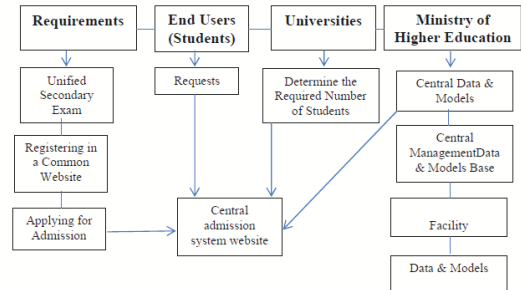 Requirements
End Users
(Students)
Universities
Ministry of
Higher Education
Unified
Secondary
Exam
Requests
Determine the
Required Number
of Students
Central Data &
Models
Registering in
a Common
Website
Central
ManagementData
& Models Base
Applying for
Admission
Central
admission
system website
Facility
Data & Models